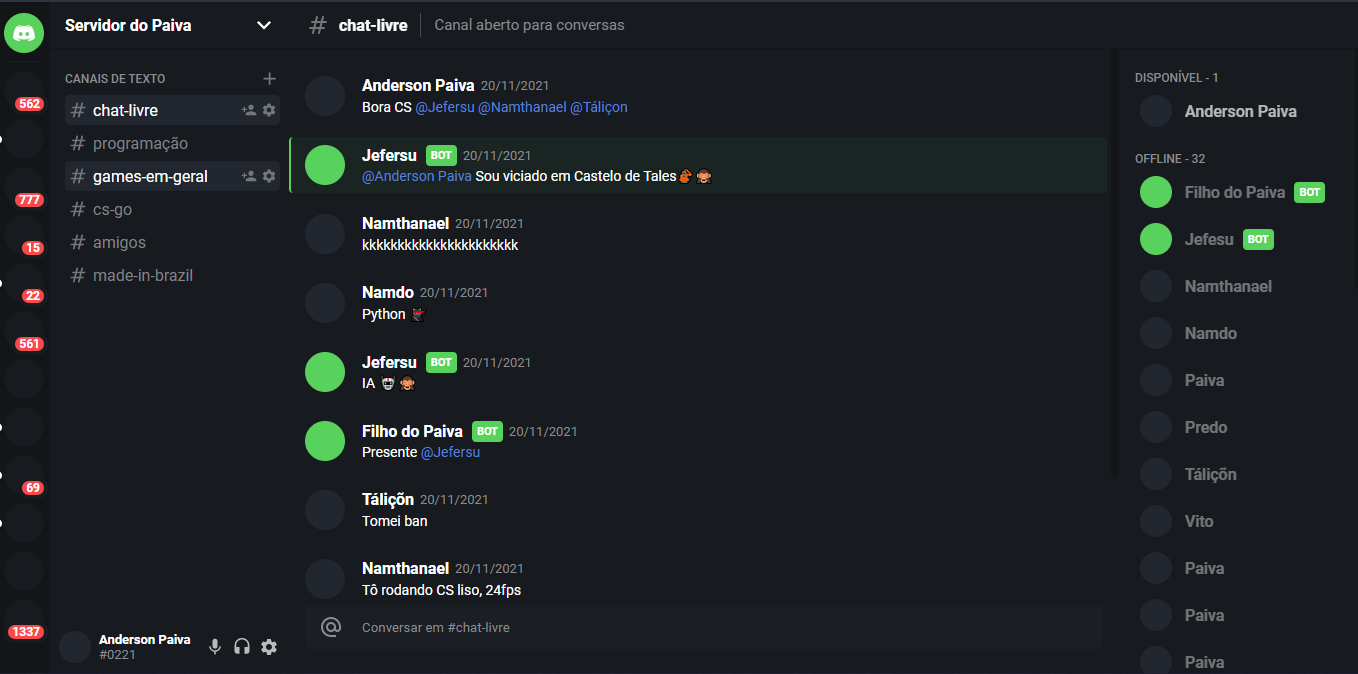 562
777
15
22
561
69
1337
Servidor do Paiva
CANAIS DE TEXTO
# chat-livre
# programação
# games-em-geral
# cs-go
# amigos
# made-in-brazil
Anderson Paiva
#0221
# chat-livre
Canal aberto para conversas
Anderson Paiva 20/11/2021
Bora CS @Jefersu @Namthanael @Táliçon
Jefersu BOT 20/11/2021
@Anderson Paiva Sou viciado em Castelo de Tales💃🏿 🙊
Namthanael 20/11/2021
kkkkkkkkkkkkkkkkkkkkkk
Namdo 20/11/2021
Python
Jefersu BOT 20/11/2021
IA 🤖 🙊
Filho do Paiva BOT 20/11/2021
Presente @Jefersu
Táliçõn 20/11/2021
Tomei ban
Namthanael 20/11/2021
Tô rodando CS liso, 24fps
@ Conversar em #chat-livre
DISPONÍVEL - 1
Anderson Paiva
OFFLINE - 32
Filho do Paiva BOT
Jefesu BOT
Namthanael
Namdo
Paiva
Predo
Táliçõn
Vito
Paiva
Paiva
Paiva